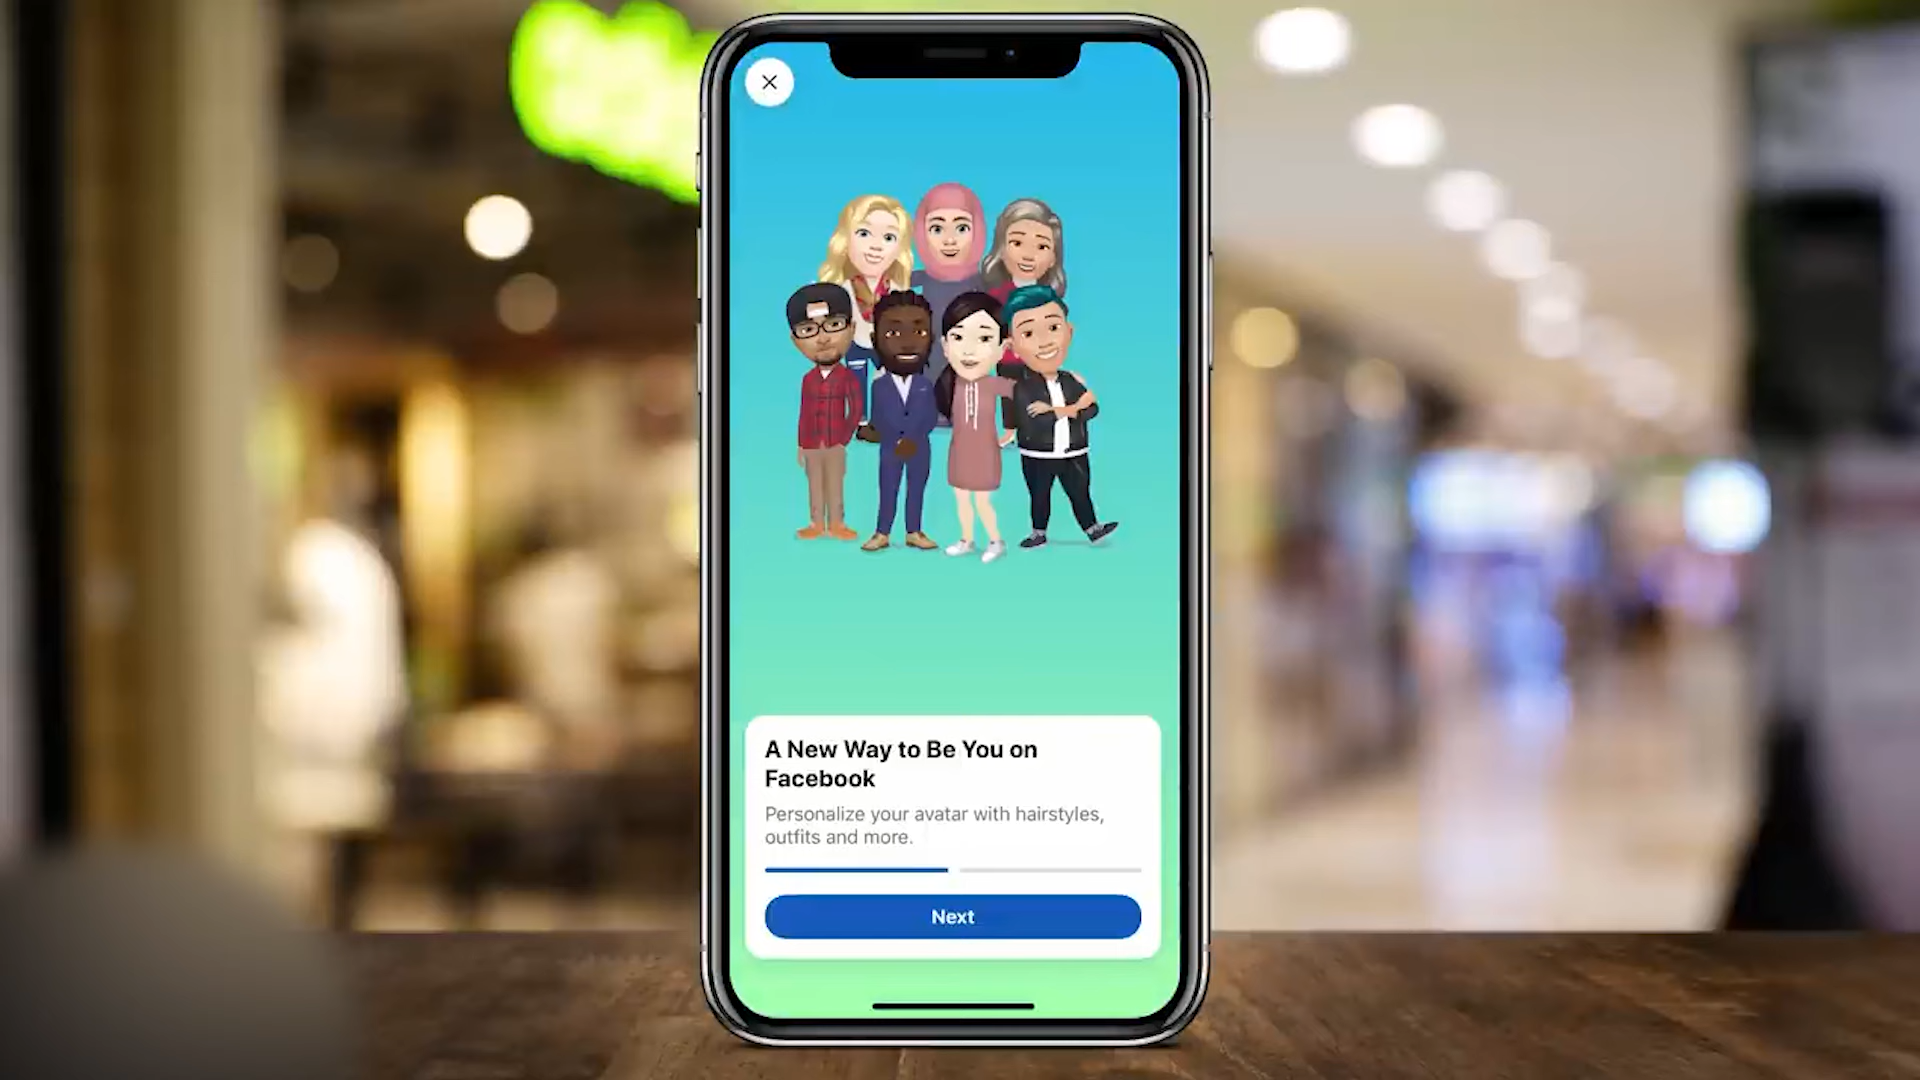 A New Way to Be You on
Facebook
Personalize your avatar with hairstyles,
outfits and more.
Next